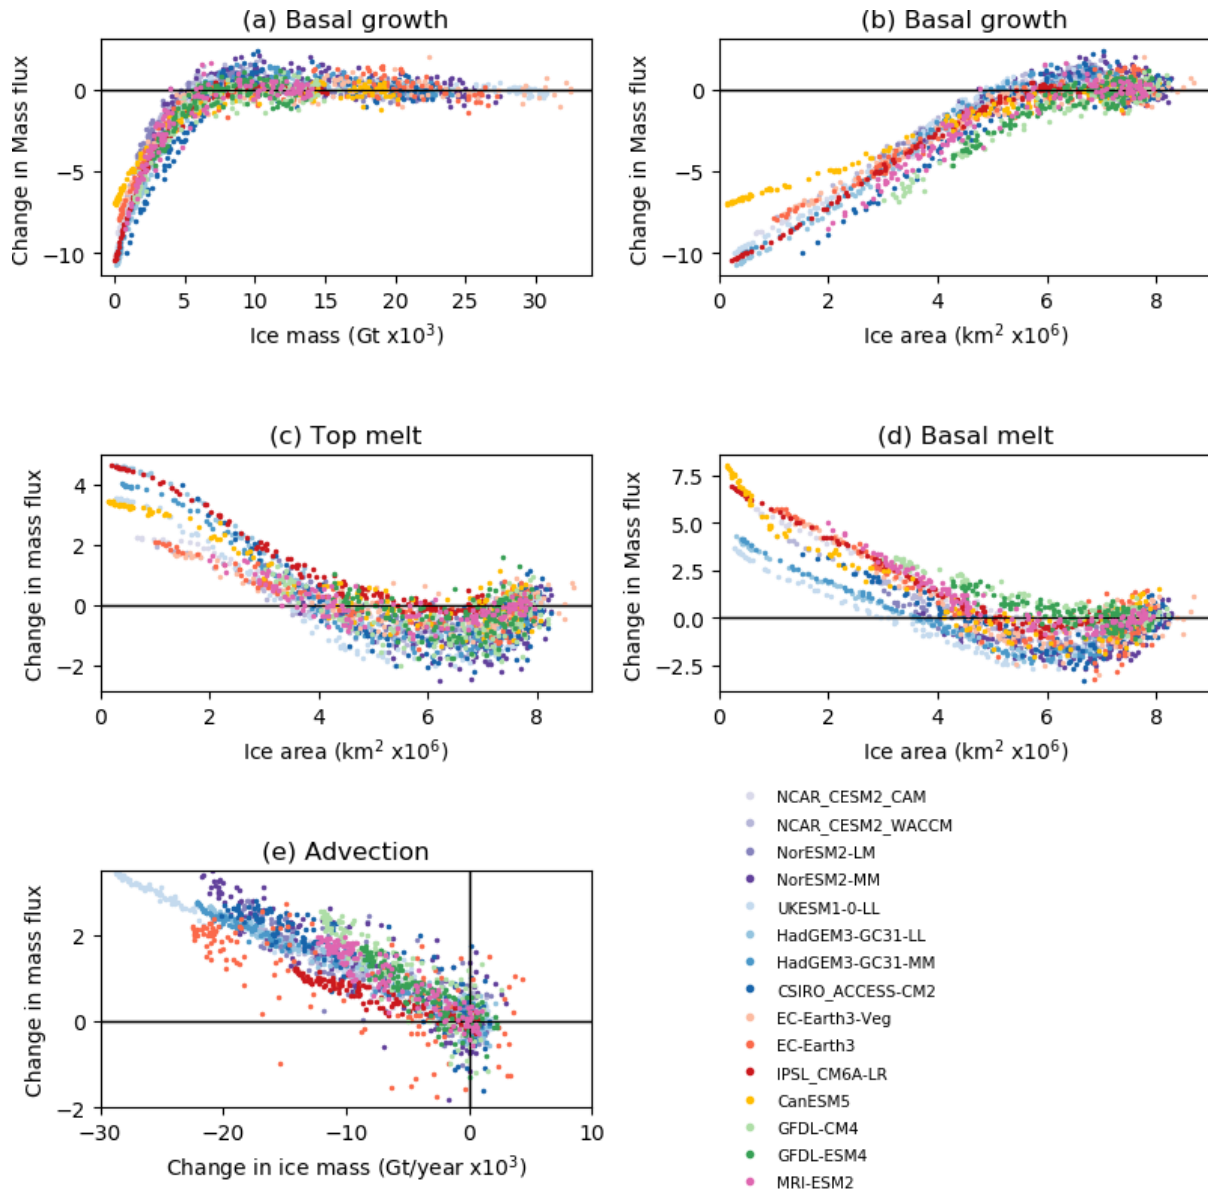 (a) Basal growth
Change in Mass flux
0
−5
−10
0 5 10 15 20 25 30
Ice mass (Gt x10³)
(b) Basal growth
Change in Mass flux
0
−5
−10
0 2 4 6 8
Ice area (km² x10⁶)
(c) Top melt
Change in mass flux
4
2
0
−2
0 2 4 6 8
Ice area (km² x10⁶)
(d) Basal melt
Change in Mass flux
7.5
5.0
2.5
0.0
−2.5
0 2 4 6 8
Ice area (km² x10⁶)
(e) Advection
Change in mass flux
2
0
−2
−30 −20 −10 0 10
Change in ice mass (Gt/year x10³)
NCAR_CESM2_CAM
NCAR_CESM2_WACCM
NorESM2-LM
NorESM2-MM
UKESM1-0-LL
HadGEM3-GC31-LL
HadGEM3-GC31-MM
CSIRO_ACCESS-CM2
EC-Earth3-Veg
EC-Earth3
IPSL_CM6A-LR
CanESM5
GFDL-CM4
GFDL-ESM4
MRI-ESM2